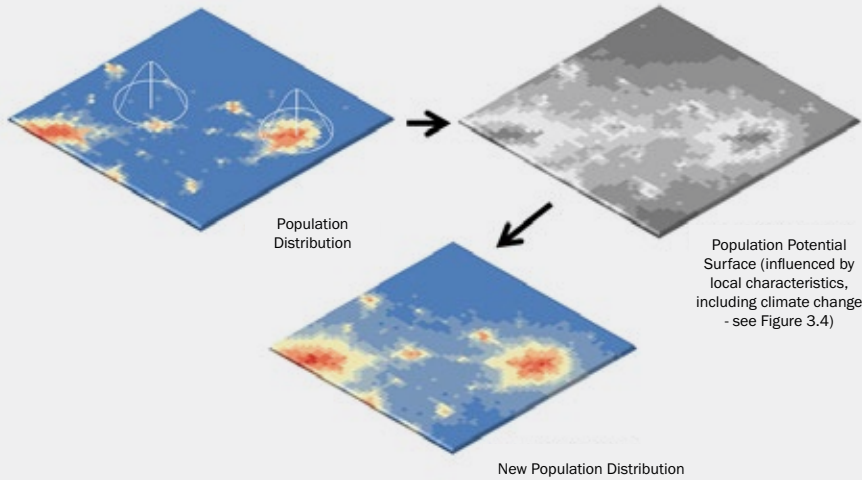 Population
Distribution
Population Potential
Surface (influenced by
local characteristics,
including climate change
- see Figure 3.4)
New Population Distribution